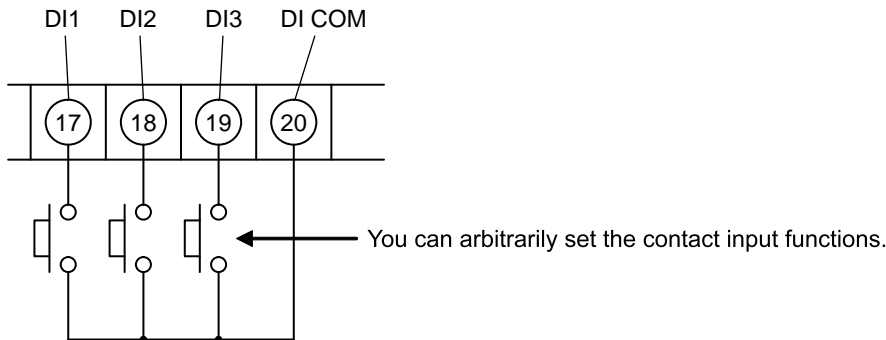 DI1 DI2 DI3 DI COM
17 18 19 20
You can arbitrarily set the contact input functions.